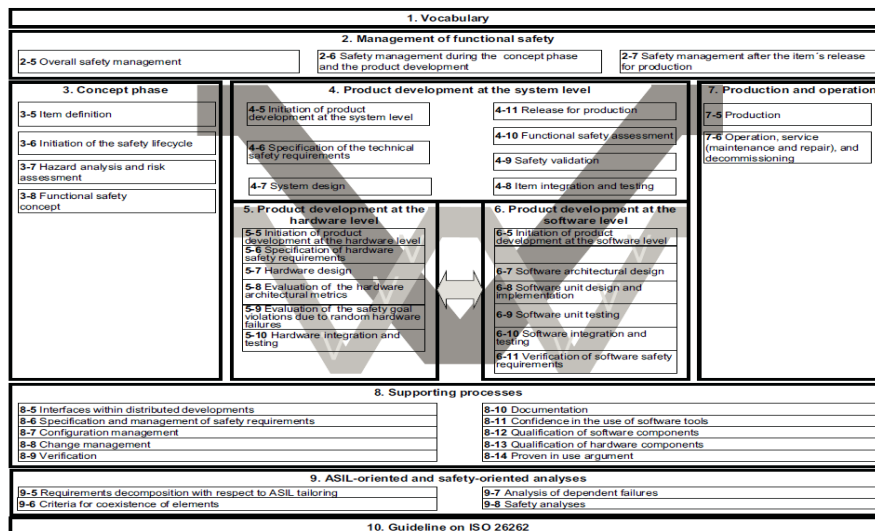 1. Vocabulary
2. Management of functional safety
2-5 Overall safety management
2-6 Safety management during the concept phase
and the product development
2-7 Safety management after the item´s release
for production
3. Concept phase
3-5 Item definition
3-6 Initiation of the safety lifecycle
3-7 Hazard analysis and risk
assessment
3-8 Functional safety
concept
4. Product development at the system level
4-5 Initiation of product
development at the system level
4-6 Specification of the technical
safety requirements
4-7 System design
4-11 Release for production
4-10 Functional safety assessment
4-9 Safety validation
4-8 Item integration and testing
7. Production and operation
7-5 Production
7-6 Operation, service
(maintenance and repair), and
decommissioning
5. Product development at the
hardware level
5-5 Initiation of product
development at the hardware level
5-6 Specification of hardware
safety requirements
5-7 Hardware design
5-8 Evaluation of the hardware
architectural metrics
5-9 Evaluation of the safety goal
violations due to random hardware
failures
5-10 Hardware integration and
testing
6. Product development at the
software level
6-5 Initiation of product
development at the software level
6-7 Software architectural design
6-8 Software unit design and
implementation
6-9 Software unit testing
6-10 Software integration and
testing
6-11 Verification of software safety
requirements
8. Supporting processes
8-5 Interfaces within distributed developments
8-6 Specification and management of safety requirements
8-7 Configuration management
8-8 Change management
8-9 Verification
8-10 Documentation
8-11 Confidence in the use of software tools
8-12 Qualification of software components
8-13 Qualification of hardware components
8-14 Proven in use argument
9. ASIL-oriented and safety-oriented analyses
9-5 Requirements decomposition with respect to ASIL tailoring
9-6 Criteria for coexistence of elements
9-7 Analysis of dependent failures
9-8 Safety analyses
10. Guideline on ISO 26262